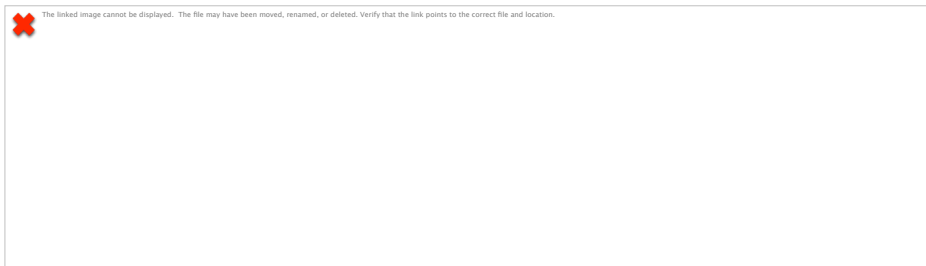 The linked image cannot be displayed.  The file may have been moved, renamed, or deleted. Verify that the link points to the correct file and location.